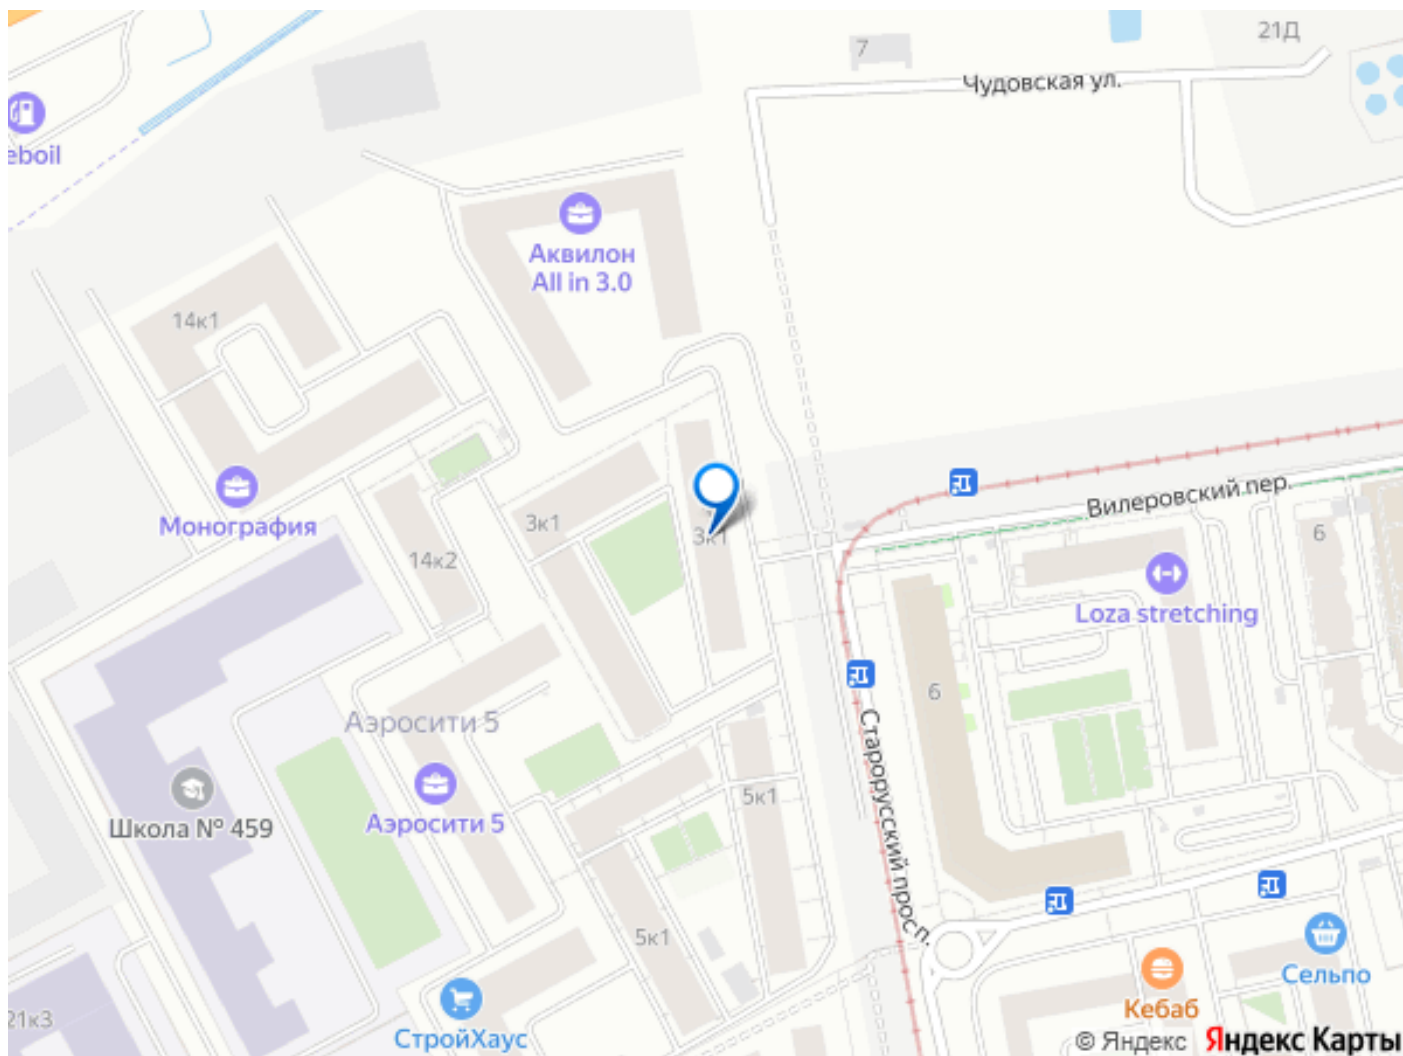 21Д
7
Чудовская ул.
eboil
Аквилон
All in 3.0
14к1
Монография
3к1
3к1
14к2
Вилеровский пер.
6
Loza stretching
6
Аэросити 5
Старорусский просп.
Школа № 459
Аэросити 5
5к1
5к1
Сельпо
Кебаб
21к3
СтройХаус
© Яндекс Яндекс Карты